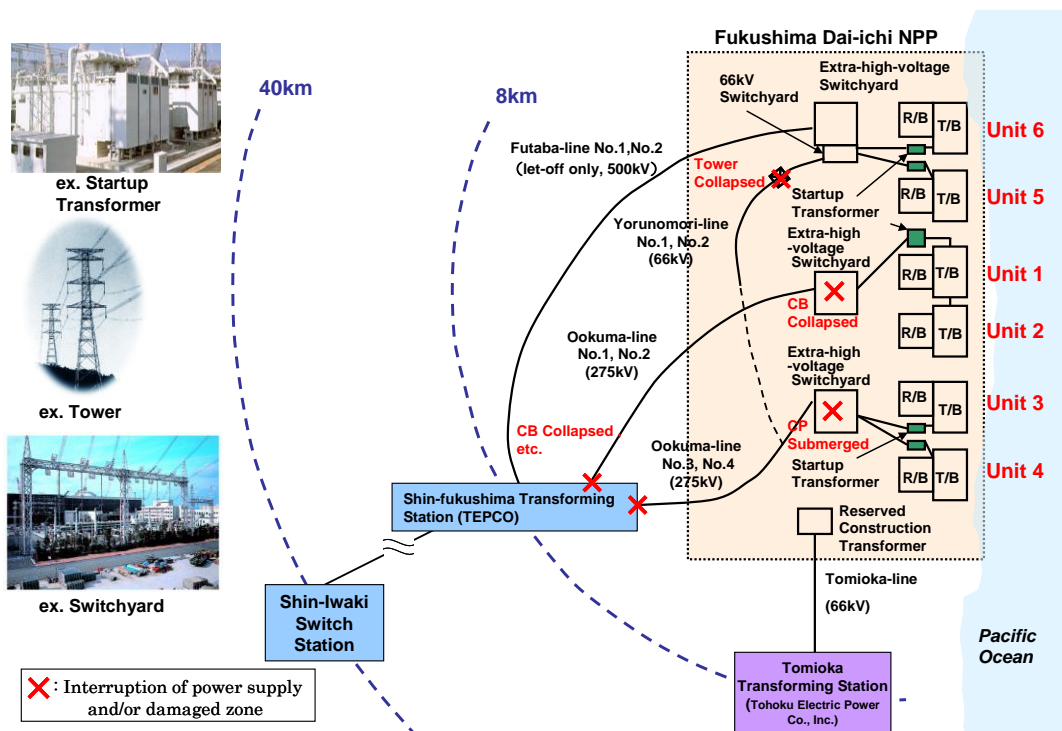 Fukushima Dai-ichi NPP
40km
8km
ex. Startup
Transformer
ex. Tower
ex. Switchyard
66kV
Switchyard
Extra-high-voltage
Switchyard
R/B
T/B
Unit 6
Futaba-line No.1,No.2
(let-off only, 500kV)
Tower
Collapsed
Startup
Transformer
R/B
T/B
Unit 5
Yorunomori-line
No.1, No.2
(66kV)
Extra-high
-voltage
Switchyard
CB
Collapsed
R/B
T/B
Unit 1
R/B
T/B
Unit 2
Ookuma-line
No.1, No.2
(275kV)
Extra-high
-voltage
Switchyard
CP
Submerged
R/B
T/B
Unit 3
Startup
Transformer
R/B
T/B
Unit 4
CB Collapsed ,
etc.
Ookuma-line
No.3, No.4
(275kV)
Shin-fukushima Transforming
Station (TEPCO)
Reserved
Construction
Transformer
Tomioka-line
(66kV)
Shin-Iwaki
Switch
Station
Pacific
Ocean
Tomioka
Transforming Station
(Tohoku Electric Power
Co., Inc.)
: Interruption of power supply
and/or damaged zone